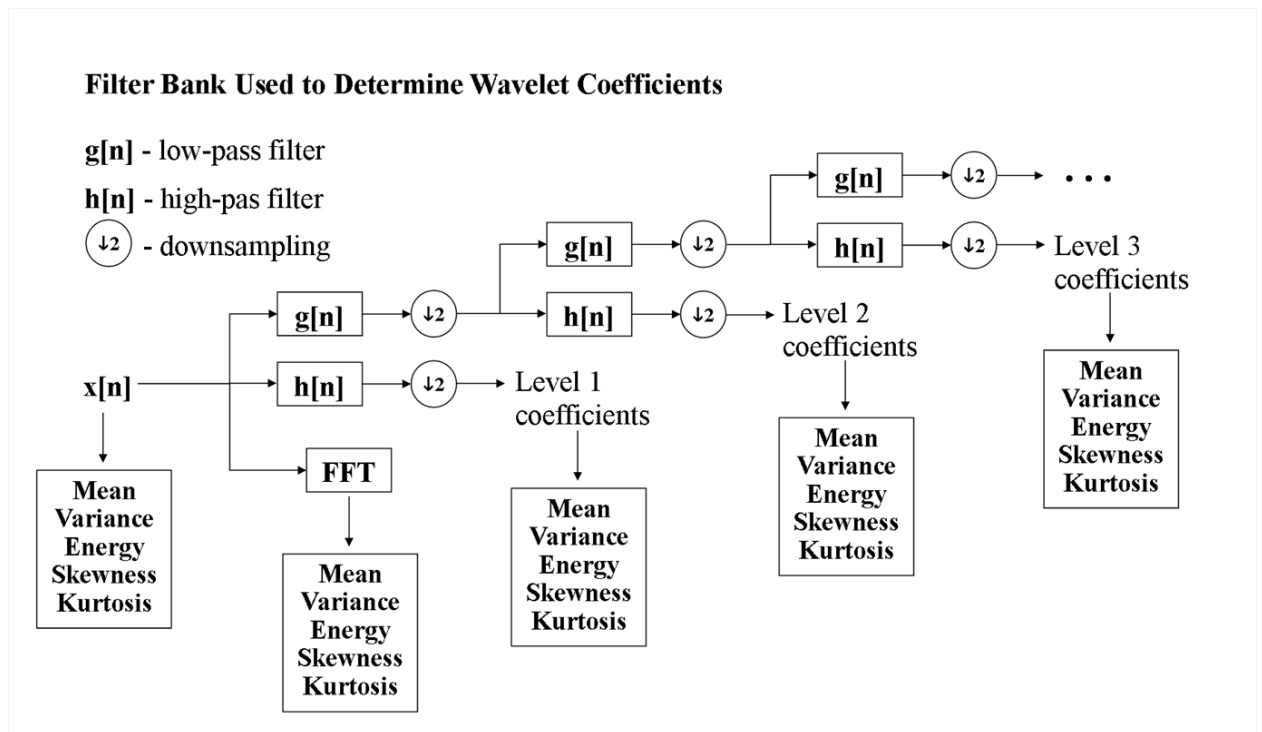 Filter Bank Used to Determine Wavelet Coefficients
g[n] - low-pass filter
h[n] - high-pas filter
↓2 - downsampling
g[n]
↓2
• • •
h[n]
↓2
Level 3
coefficients
Mean
Variance
Energy
Skewness
Kurtosis
g[n]
↓2
h[n]
↓2
Level 2
coefficients
Mean
Variance
Energy
Skewness
Kurtosis
g[n]
↓2
x[n]
h[n]
↓2
Level 1
coefficients
Mean
Variance
Energy
Skewness
Kurtosis
FFT
Mean
Variance
Energy
Skewness
Kurtosis
Mean
Variance
Energy
Skewness
Kurtosis